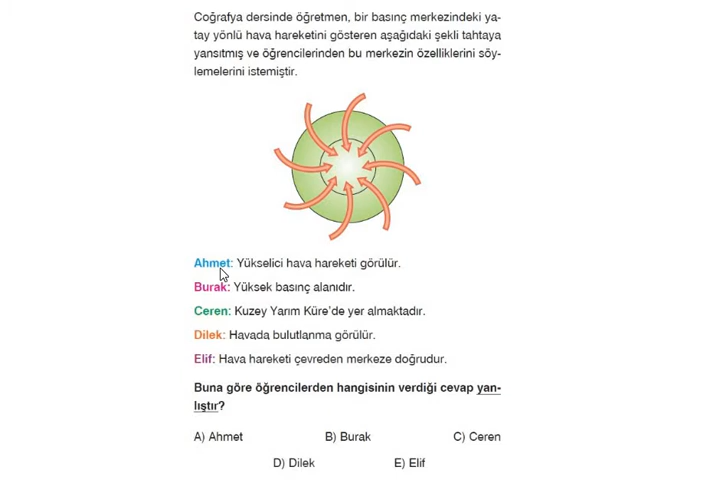 Coğrafya dersinde öğretmen, bir basınç merkezindeki ya-
tay yönlü hava hareketini gösteren aşağıdaki şekli tahtaya
yansıtmış ve öğrencilerinden bu merkezin özelliklerini söy-
lemelerini istemiştir.
Ahmet: Yükselici hava hareketi görülür.
Burak: Yüksek basınç alanıdır.
Ceren: Kuzey Yarım Küre'de yer almaktadır.
Dilek: Havada bulutlanma görülür.
Elif: Hava hareketi çevreden merkeze doğrudur.
Buna göre öğrencilerden hangisinin verdiği cevap yan-
lıştır?
A) Ahmet B) Burak C) Ceren
D) Dilek E) Elif